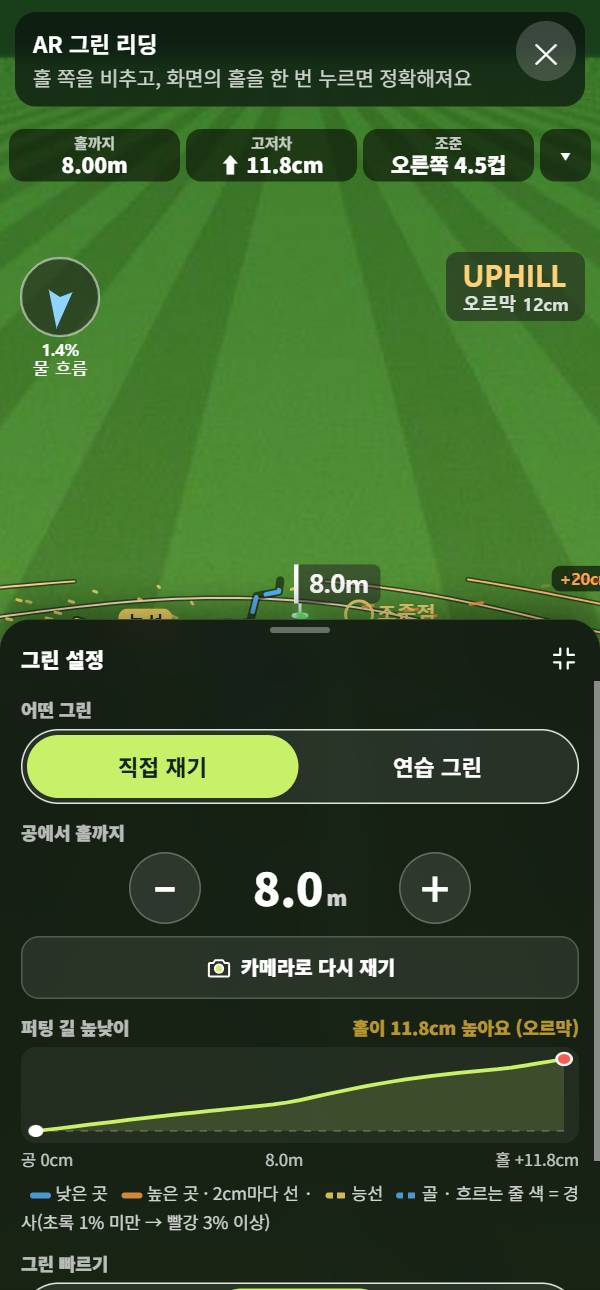 AR 그린 리딩
홀 쪽을 비추고, 화면의 홀을 한 번 누르면 정확해져요
홀까지
8.00m
고저차
⬆ 11.8cm
조준
오른쪽 4.5컵
▼
UPHILL
오르막 12cm
1.4%
물 흐름
8.0m
조준점
그린 설정
어떤 그린
직접 재기
연습 그린
공에서 홀까지
− 8.0m +
카메라로 다시 재기
퍼팅 길 높낮이
홀이 11.8cm 높아요 (오르막)
공 0cm
8.0m
홀 +11.8cm
낮은 곳 높은 곳 · 2cm마다 선 · 능선 골 · 흐르는 줄 색 = 경
사(초록 1% 미만 → 빨강 3% 이상)
그린 빠르기